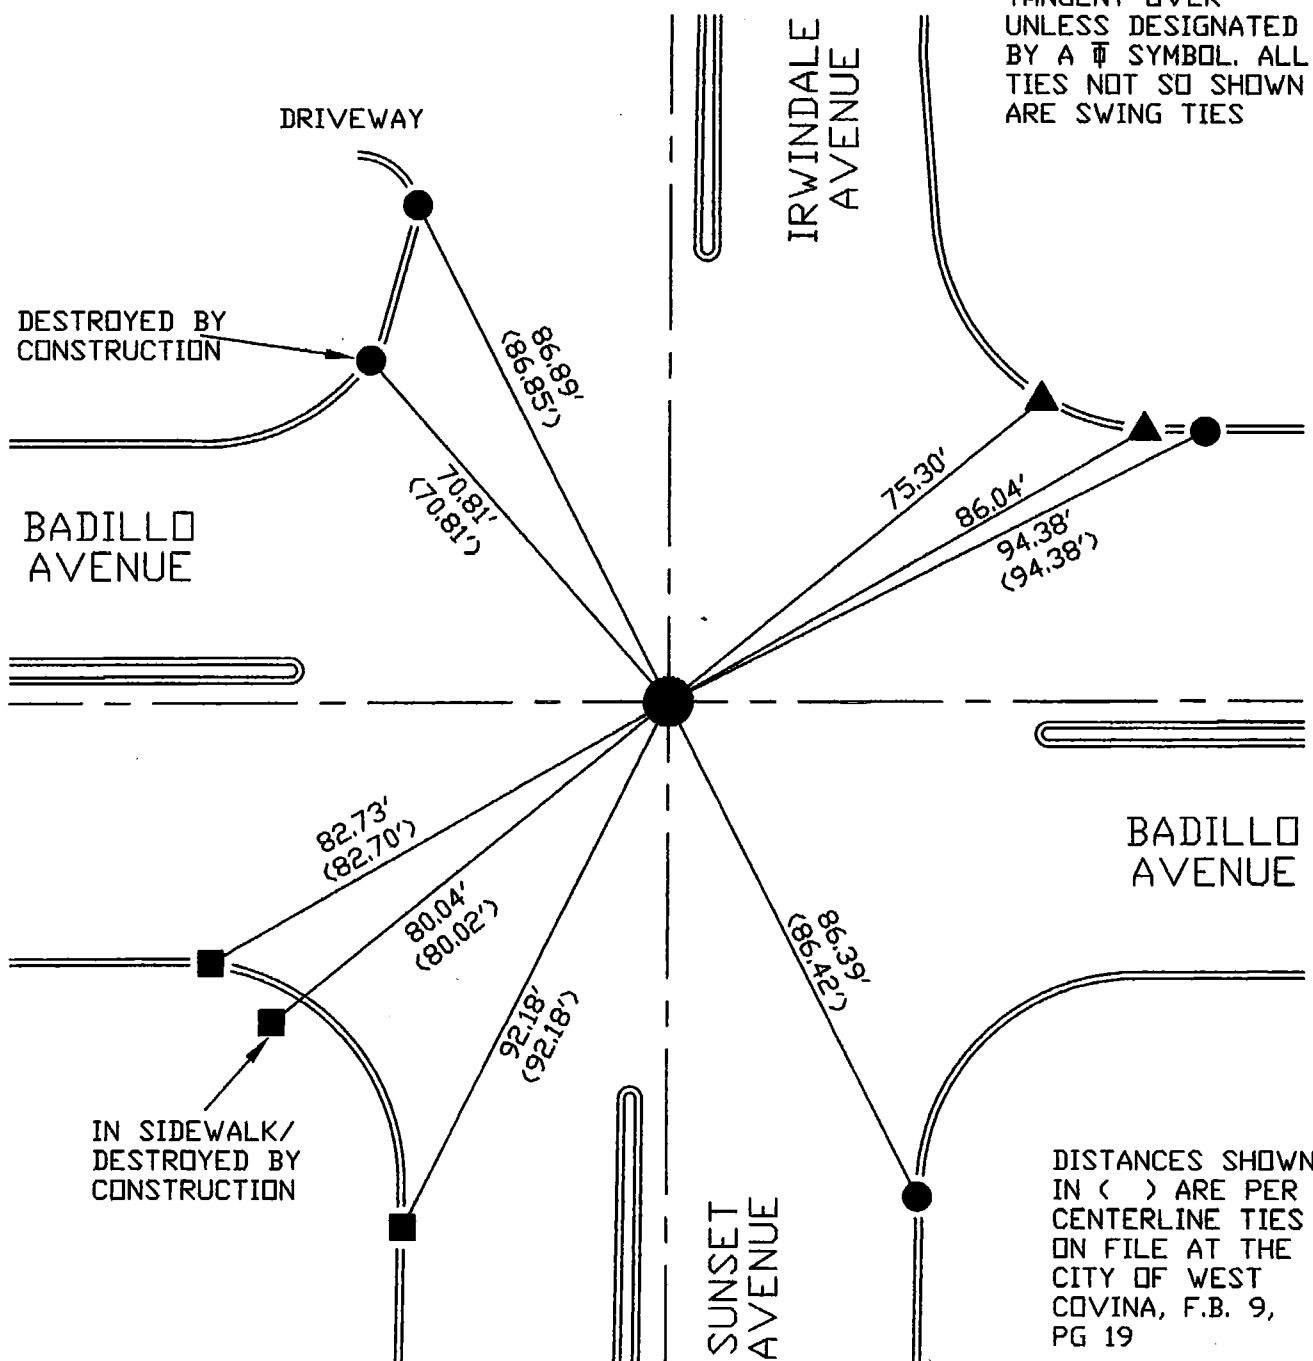 TANGENT OVER
UNLESS DESIGNATED
BY A SYMBOL. ALL
TIES NOT SO SHOWN
ARE SWING TIES
IRWINDALE
AVENUE
DRIVEWAY
DESTROYED BY
CONSTRUCTION
86.89'
(86.85')
70.81'
(70.81')
75.30'
86.04'
94.38'
(94.38')
BADILLO
AVENUE
82.73'
(82.70')
80.04'
(80.02')
92.18'
(92.18')
86.39'
(86.42')
BADILLO
AVENUE
IN SIDEWALK/
DESTROYED BY
CONSTRUCTION
SUNSET
AVENUE
DISTANCES SHOWN
IN ( ) ARE PER
CENTERLINE TIES
ON FILE AT THE
CITY OF WEST
COVINA, F.B. 9,
PG 19